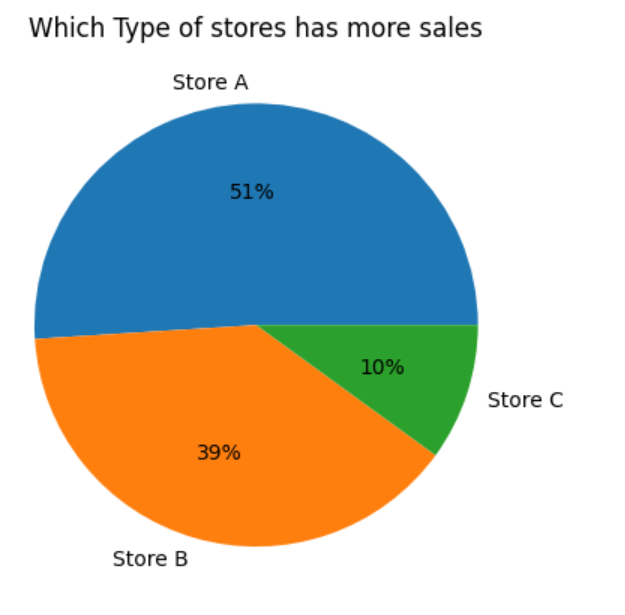 Which Type of stores has more sales
Store A
51%
10%
Store C
39%
Store B